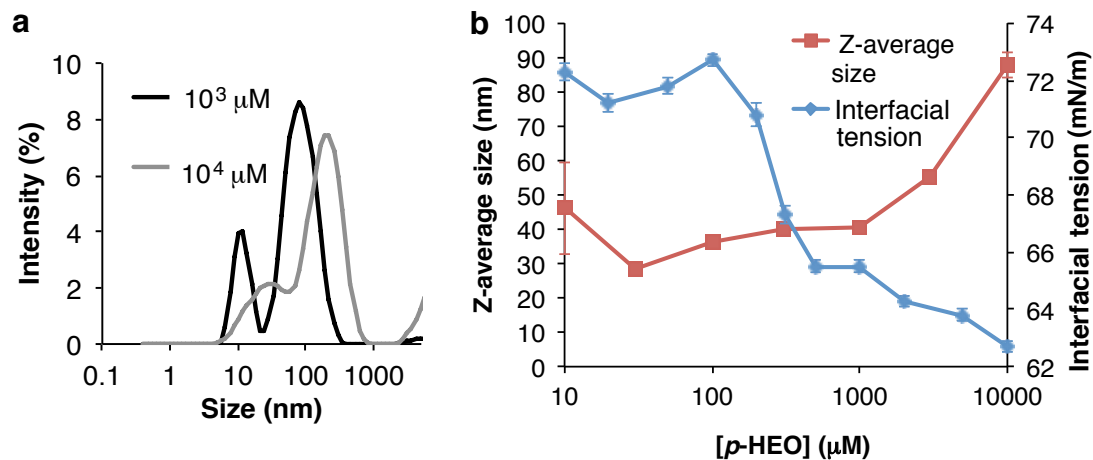 a
10
8
6
4
2
0
Intensity (%)
10³ µM
10⁴ µM
0.1 1 10 100 1000
Size (nm)
b
100
90
80
70
60
50
40
30
20
10
0
Z-average size (nm)
Z-average
size
Interfacial
tension
74
72
70
68
66
64
62
Interfacial tension (mN/m)
10 100 1000 10000
[p-HEO] (µM)